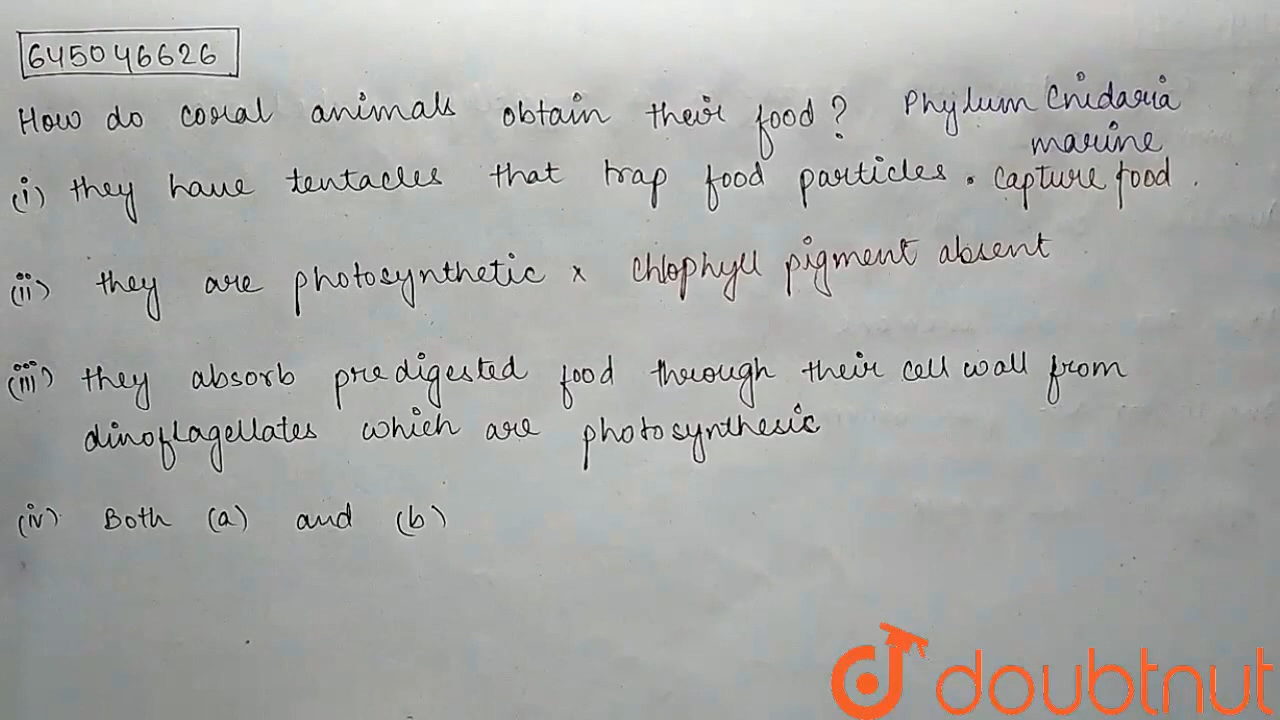 645046626
How do coral animals obtain their food? Phylum Cnidaria
marine
(i) they have tentacles that trap food particles. Capture food.
(ii) they are photosynthetic x Chlophyll pigment absent
(iii) they absorb predigested food through their cell wall from
dinoflagellates which are photosynthesic
(iv) Both (a) and (b)
doubtnut